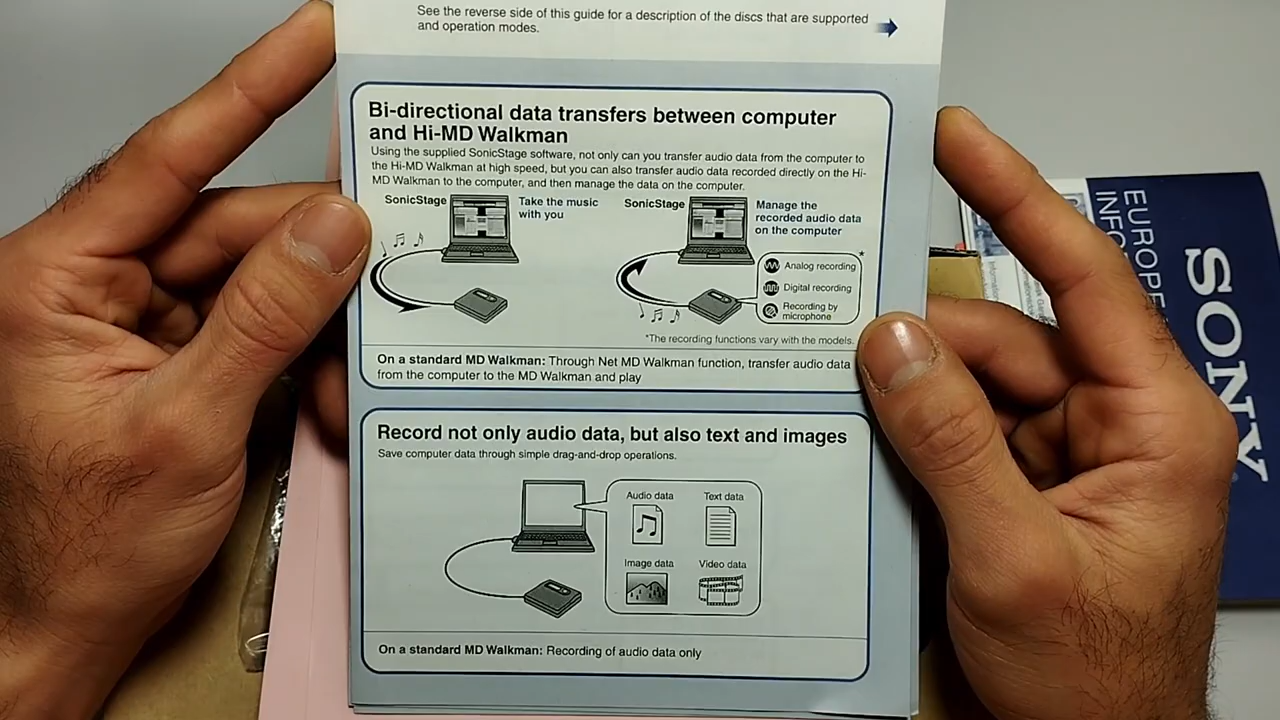 See the reverse side of this guide for a description of the discs that are supported
and operation modes.
Bi-directional data transfers between computer
and Hi-MD Walkman
Using the supplied SonicStage software, not only can you transfer audio data from the computer to
the Hi-MD Walkman at high speed, but you can also transfer audio data recorded directly on the Hi-
MD Walkman to the computer, and then manage the data on the computer.
SonicStage
Take the music
with you
SonicStage
Manage the
recorded audio data
on the computer
*
Analog recording
Digital recording
Recording by
microphone
*The recording functions vary with the models.
On a standard MD Walkman: Through Net MD Walkman function, transfer audio data
from the computer to the MD Walkman and play
Record not only audio data, but also text and images
Save computer data through simple drag-and-drop operations.
Audio data
Text data
Image data
Video data
On a standard MD Walkman: Recording of audio data only
SONY